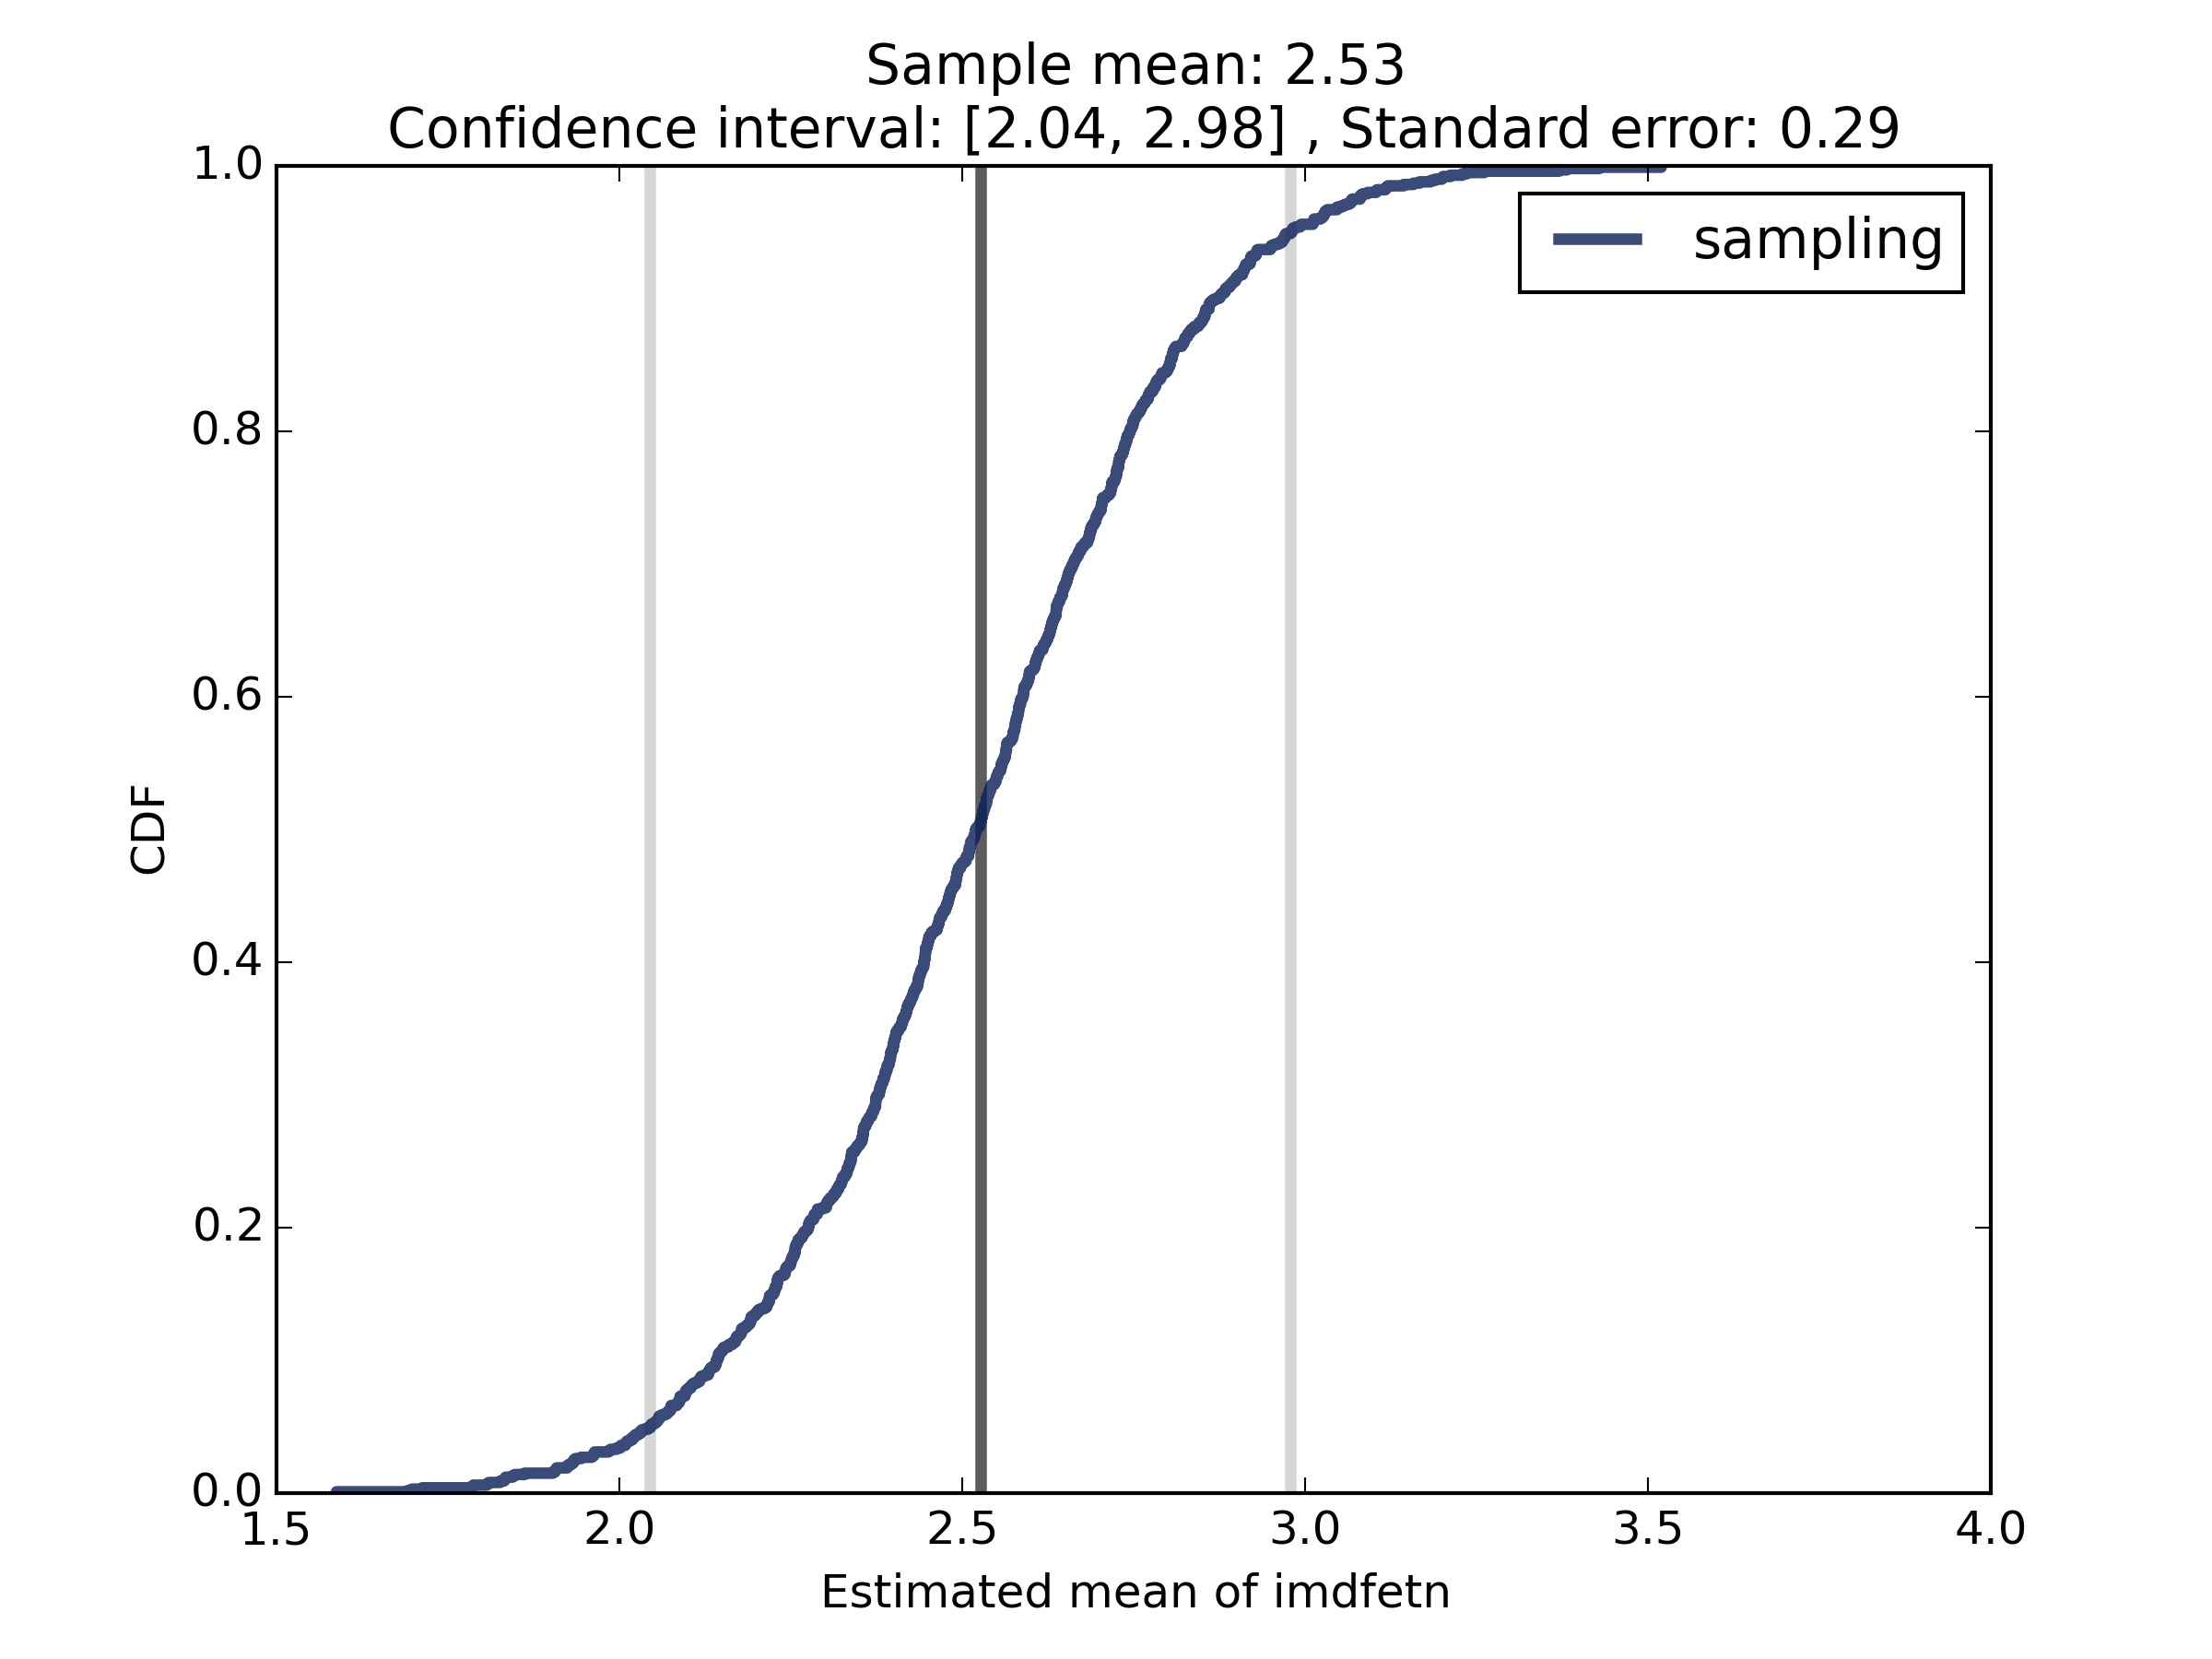 Sample mean: 2.53
Confidence interval: [2.04, 2.98] , Standard error: 0.29
sampling
1.0
0.8
0.6
0.4
0.2
0.0
CDF
1.5 2.0 2.5 3.0 3.5 4.0
Estimated mean of imdfetn